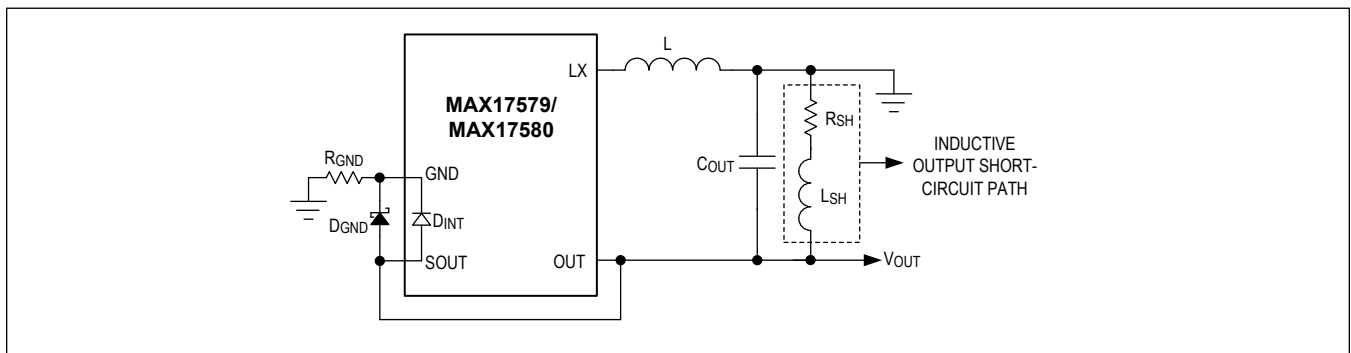 L
LX
MAX17579/
MAX17580
RSH
INDUCTIVE
OUTPUT SHORT-
CIRCUIT PATH
COUT
RGND
GND
LSH
DGND
DINT
SOUT
OUT
VOUT